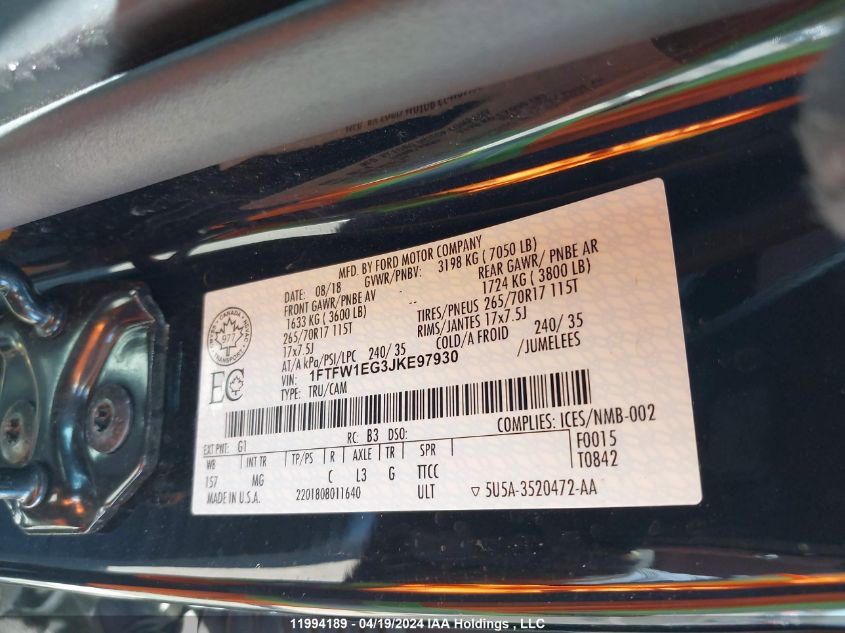 MFD. BY FORD MOTOR COMPANY
DATE: 08/18 GVWR/PNBV: 3198 KG ( 7050 LB)
FRONT GAWR/PNBE AV REAR GAWR/ PNBE AR
1633 KG ( 3600 LB) 1724 KG ( 3800 LB)
265/70R17 115T TIRES/PNEUS 265/70R17 115T
17x7.5J RIMS/JANTES 17x7.5J
AT/A kPa/PSI/LPC 240/ 35 COLD/A FROID 240/ 35
VIN: 1FTFW1EG3JKE97930 /JUMELEES
TYPE: TRU/CAM
CANADA
977
TRANSPORT
EC
COMPLIES: ICES/NMB-002
EXT PNT: G1 RC: B3 DSO: F0015
WB INT TR TP/PS R AXLE TR SPR T0842
157 MG C L3 G TTCC
MADE IN U.S.A. 2201808011640 ULT ▽ 5U5A-3520472-AA
11994189 - 04/19/2024 IAA Holdings , LLC